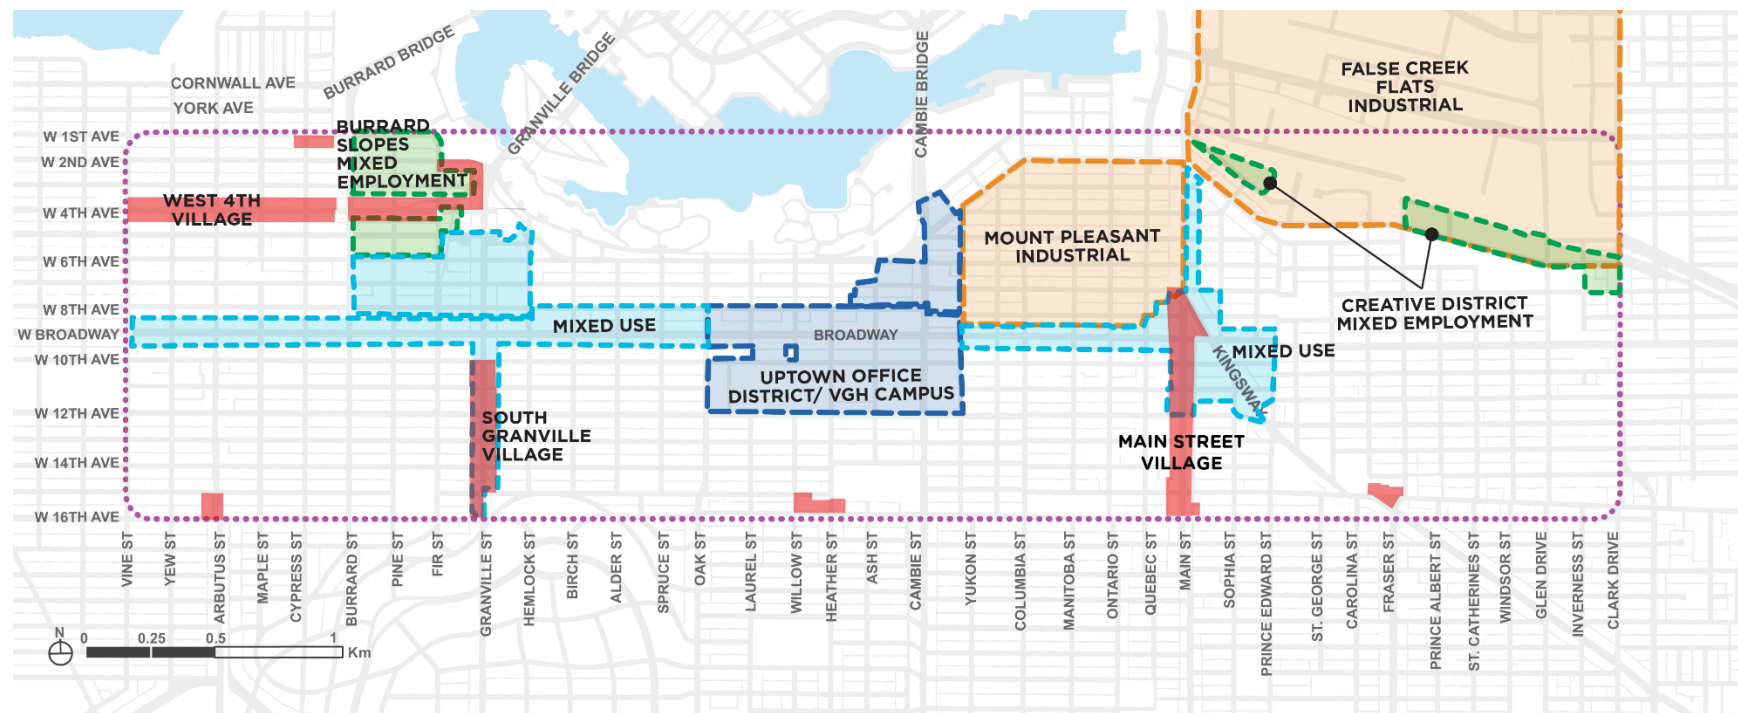 CORNWALL AVE
YORK AVE
BURRARD BRIDGE
GRANVILLE BRIDGE
CAMBIE BRIDGE
FALSE CREEK
FLATS
INDUSTRIAL
W 1ST AVE
W 2ND AVE
W 4TH AVE
W 6TH AVE
W 8TH AVE
W BROADWAY
W 10TH AVE
W 12TH AVE
W 14TH AVE
W 16TH AVE
BURRARD
SLOPES
MIXED
EMPLOYMENT
WEST 4TH
VILLAGE
MOUNT PLEASANT
INDUSTRIAL
CREATIVE DISTRICT
MIXED EMPLOYMENT
MIXED USE
BROADWAY
KINGSWAY
MIXED USE
UPTOWN OFFICE
DISTRICT/ VGH CAMPUS
SOUTH
GRANVILLE
VILLAGE
MAIN STREET
VILLAGE
VINE ST
YEW ST
ARBUTUS ST
MAPLE ST
CYPRESS ST
BURRARD ST
PINE ST
FIR ST
GRANVILLE ST
HEMLOCK ST
BIRCH ST
ALDER ST
SPRUCE ST
OAK ST
LAUREL ST
WILLOW ST
HEATHER ST
ASH ST
CAMBIE ST
YUKON ST
COLUMBIA ST
MANITOBA ST
ONTARIO ST
QUEBEC ST
MAIN ST
SOPHIA ST
PRINCE EDWARD ST
ST. GEORGE ST
CAROLINA ST
FRASER ST
PRINCE ALBERT ST
ST. CATHERINES ST
WINDSOR ST
GLEN DRIVE
INVERNESS ST
CLARK DRIVE
N
0 0.25 0.5 1
Km